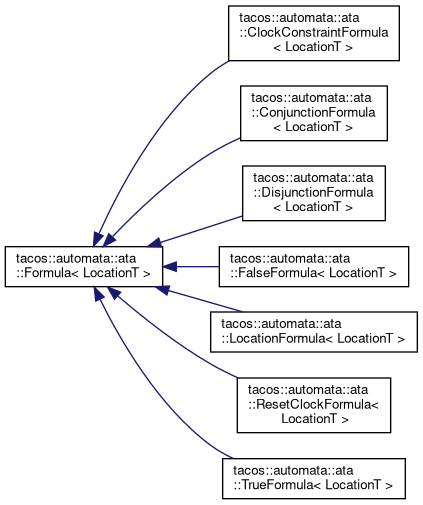 tacos::automata::ata
::ClockConstraintFormula
< LocationT >
tacos::automata::ata
::ConjunctionFormula
< LocationT >
tacos::automata::ata
::DisjunctionFormula
< LocationT >
tacos::automata::ata
::Formula< LocationT >
tacos::automata::ata
::FalseFormula< LocationT >
tacos::automata::ata
::LocationFormula< LocationT >
tacos::automata::ata
::ResetClockFormula<
LocationT >
tacos::automata::ata
::TrueFormula< LocationT >